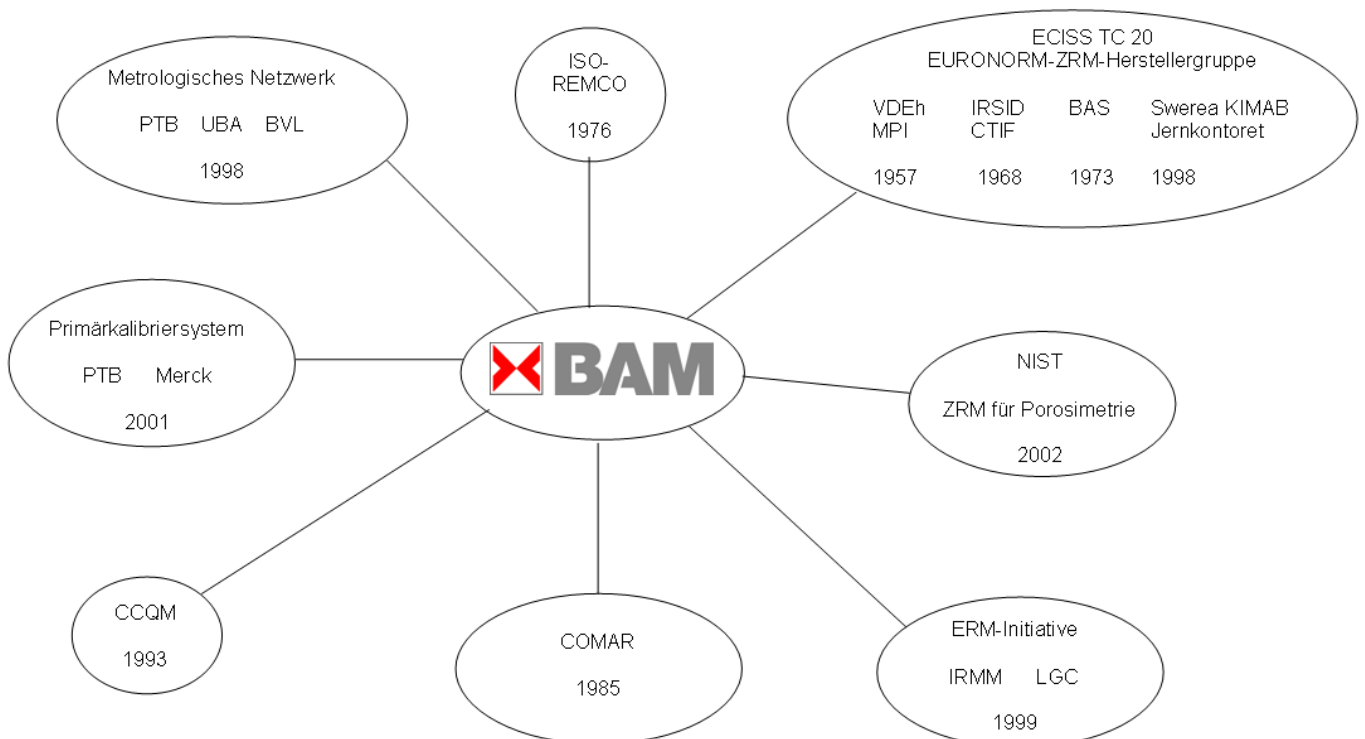 Metrologisches Netzwerk
PTB UBA BVL
1998
ISO-
REMCO
1976
ECISS TC 20
EURONORM-ZRM-Herstellergruppe
VDEh IRSID BAS Swerea KIMAB
MPI CTIF Jernkontoret
1957 1968 1973 1998
Primärkalibriersystem
PTB Merck
2001
BAM
NIST
ZRM für Porosimetrie
2002
CCQM
1993
COMAR
1985
ERM-Initiative
IRMM LGC
1999